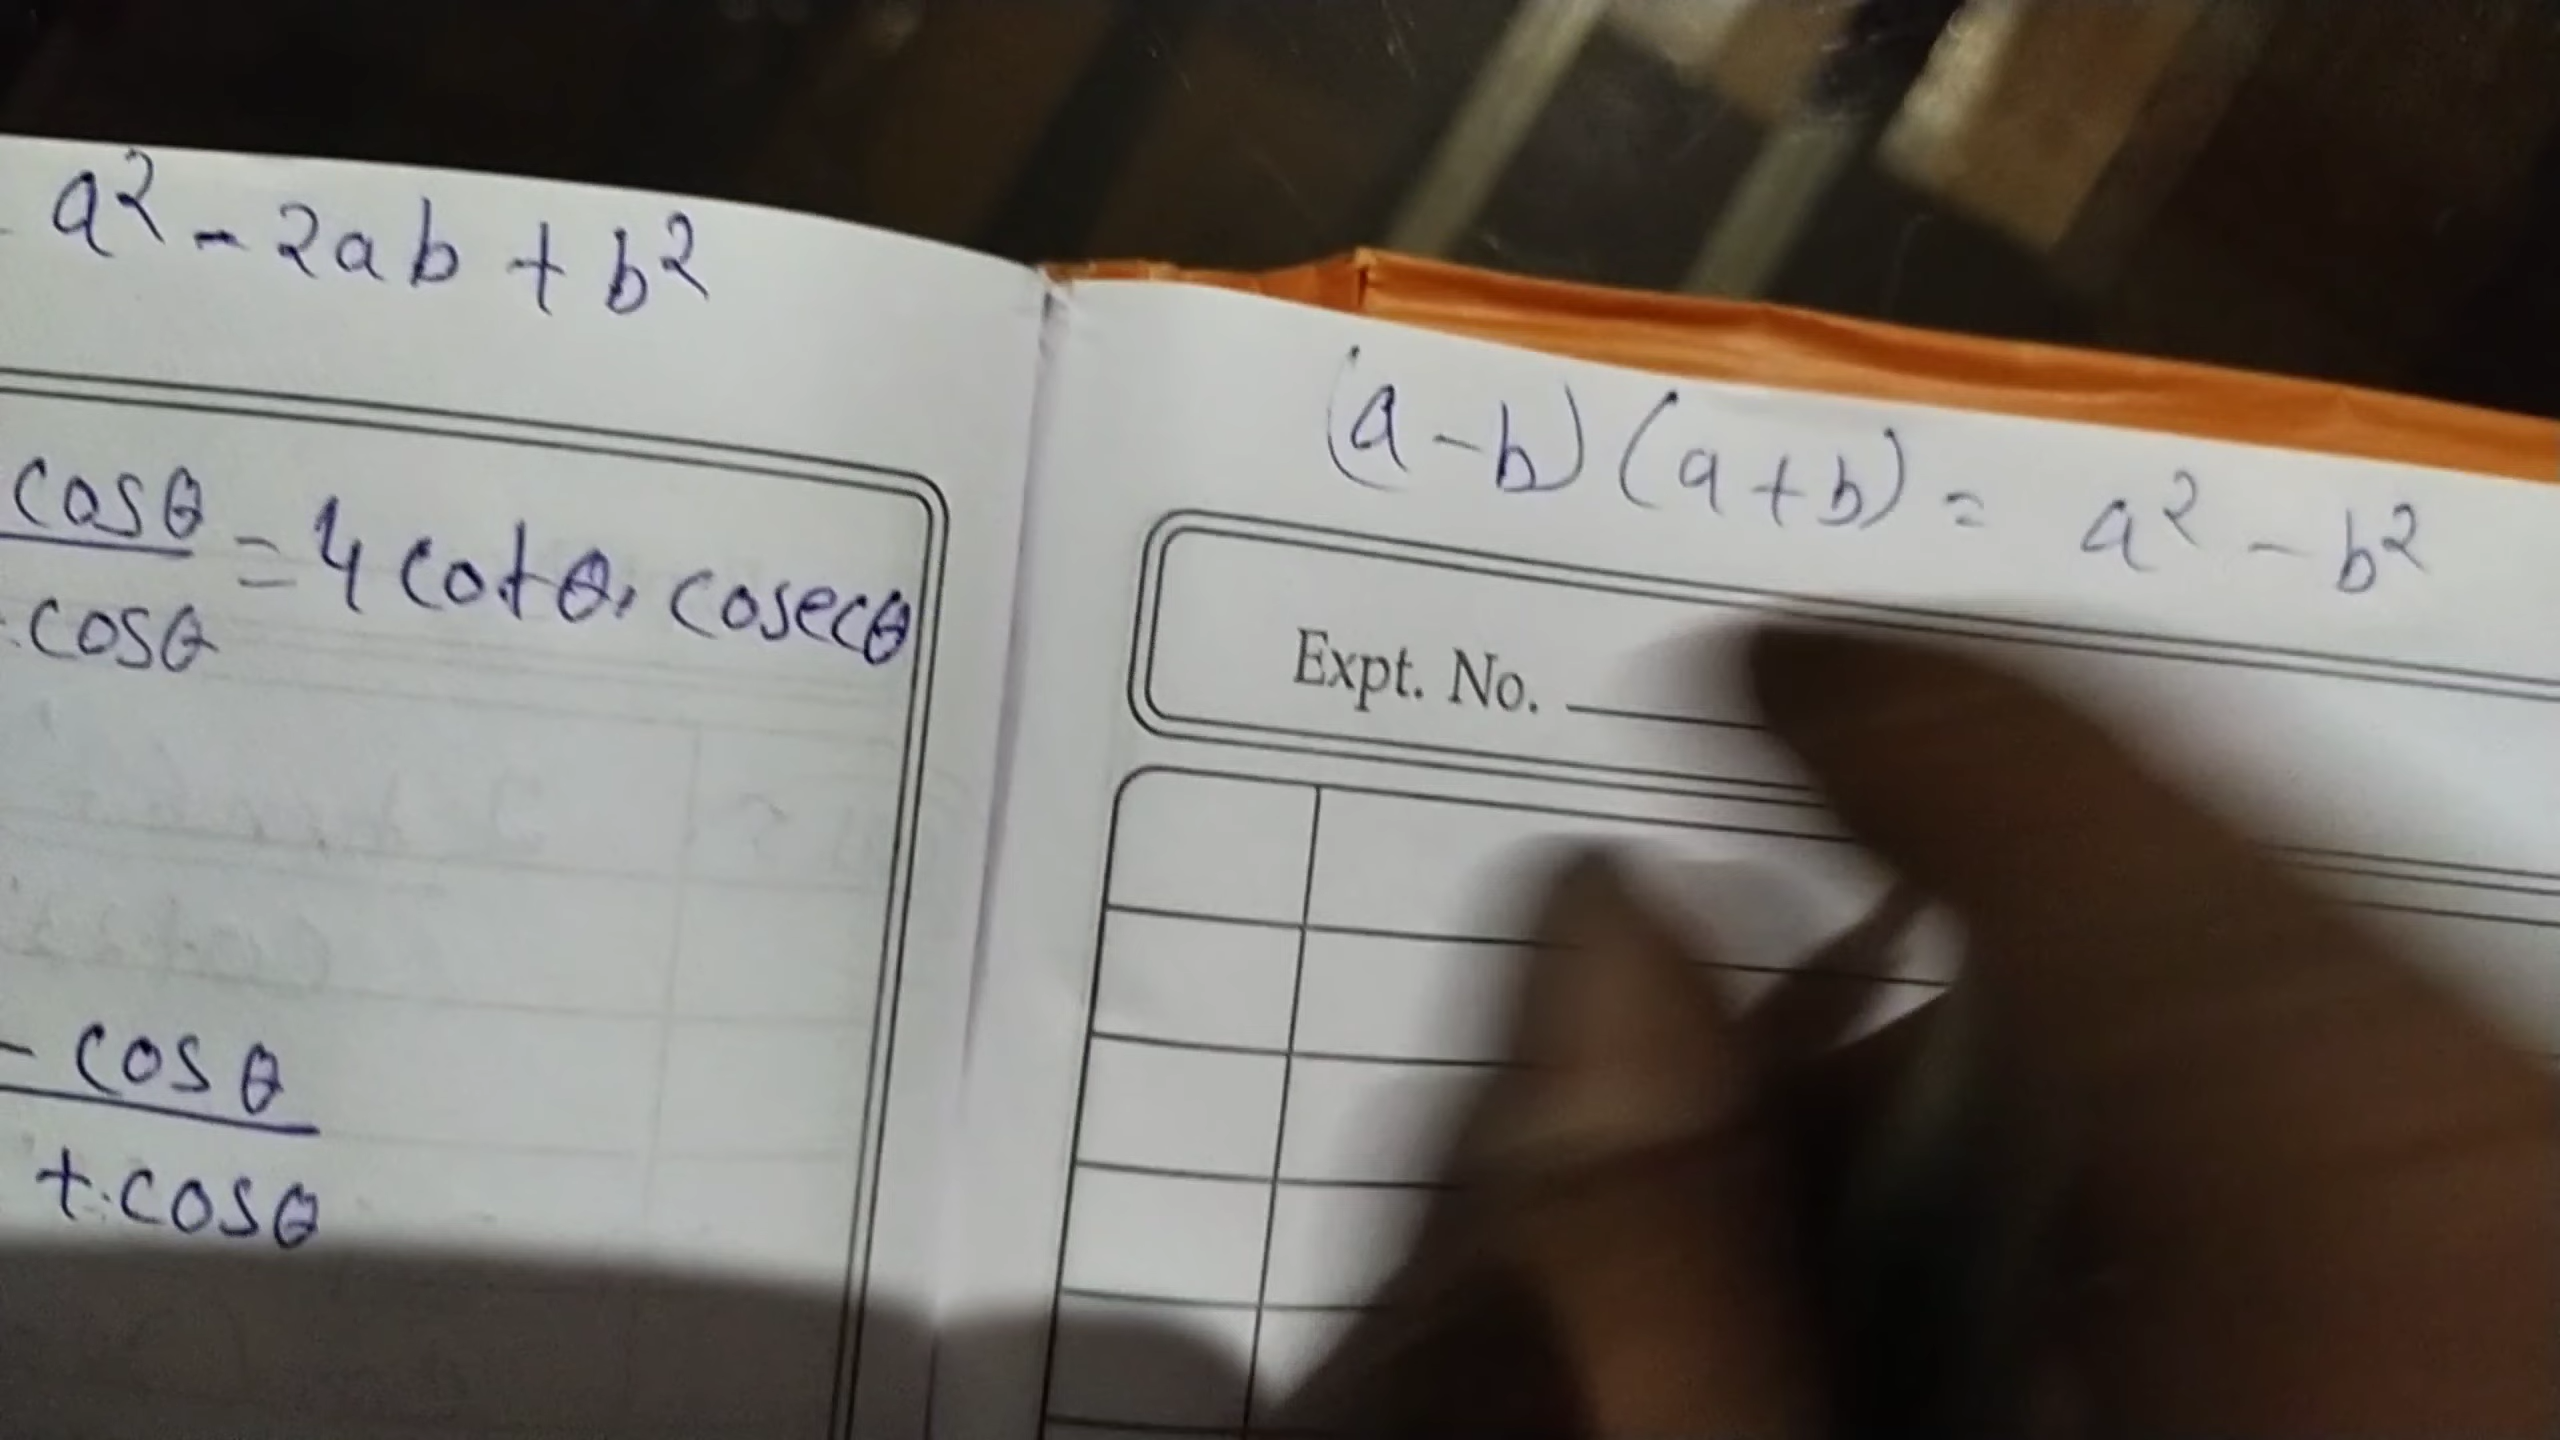 a² - 2ab + b²
cosθ = 4 cotθ. cosecθ
cosθ
- cosθ
+ cosθ
(a-b) (a+b) = a² - b²
Expt. No.